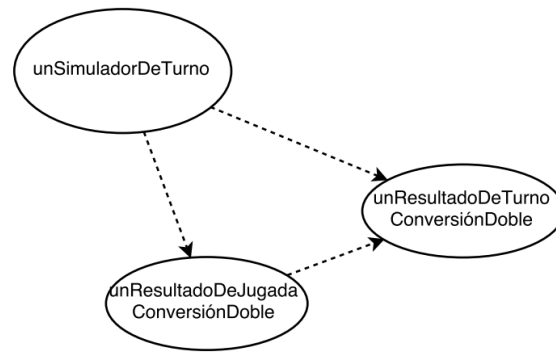 unSimuladorDeTurno
unResultadoDeTurno
ConversiónDoble
unResultadoDeJugada
ConversiónDoble